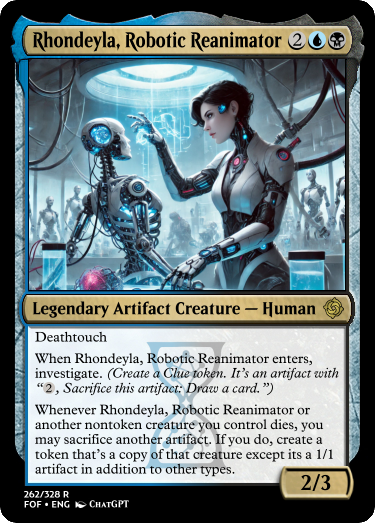 Rhondeyla, Robotic Reanimator 2
Legendary Artifact Creature — Human
Deathtouch
When Rhondeyla, Robotic Reanimator enters,
investigate. (Create a Clue token. It's an artifact with
“2, Sacrifice this artifact: Draw a card.”)
Whenever Rhondeyla, Robotic Reanimator or
another nontoken creature you control dies, you
may sacrifice another artifact. If you do, create a
token that's a copy of that creature except its a 1/1
artifact in addition to other types.
2/3
262/328 R
FOF • ENG ChatGPT